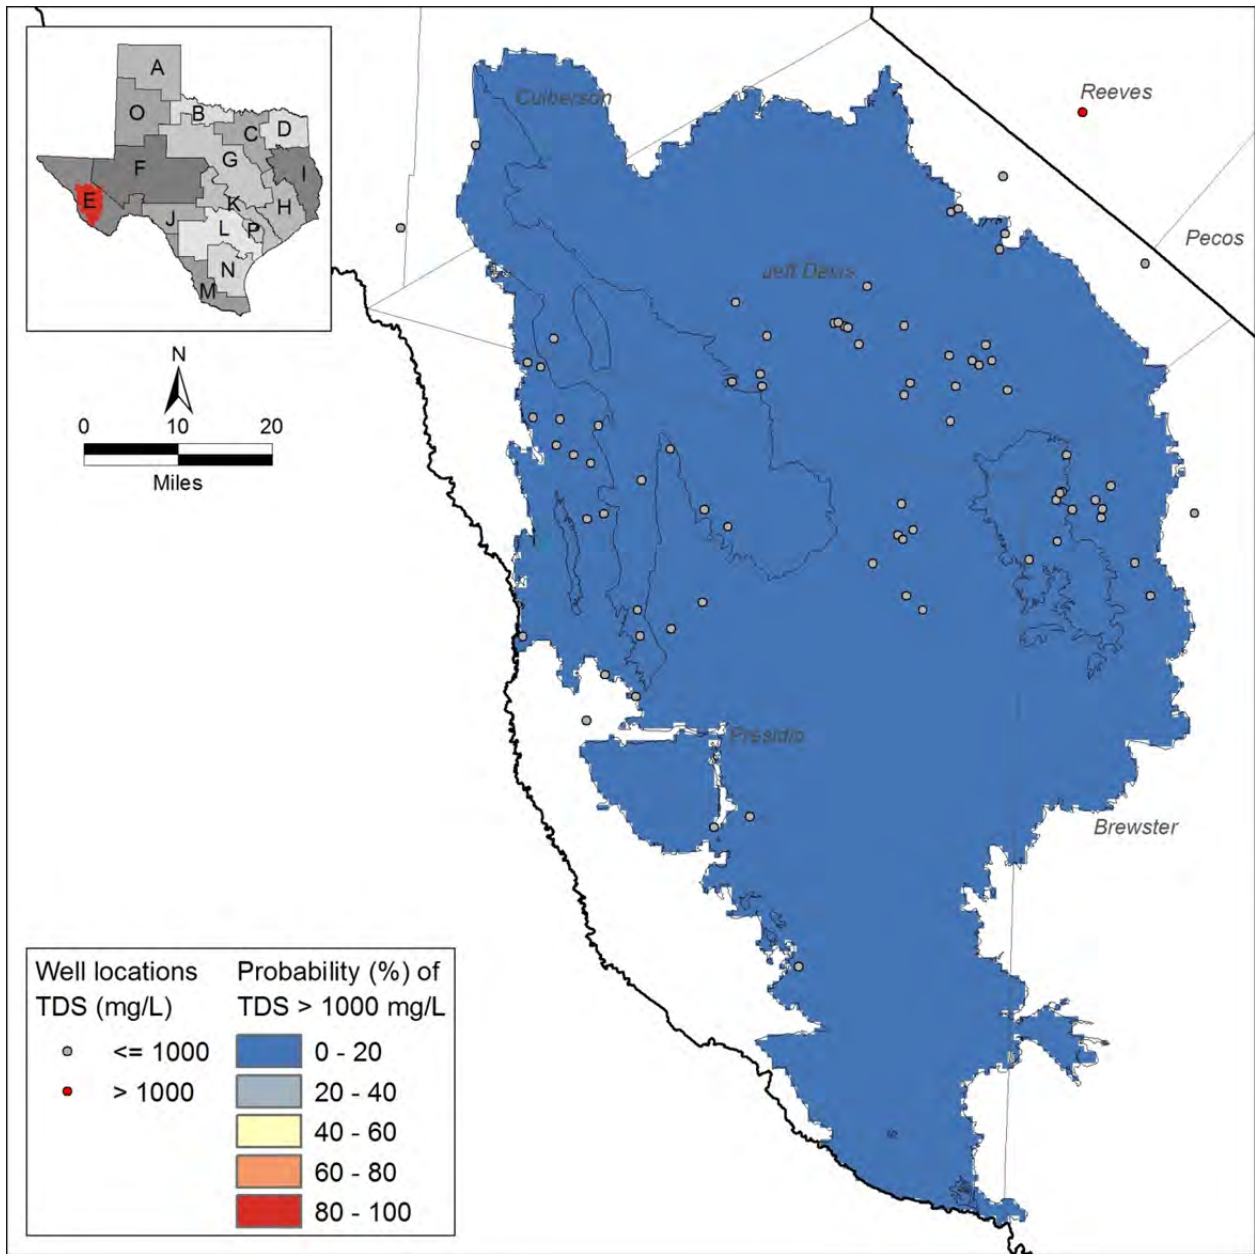 A
O
B
C
D
G
F
I
E
K
H
J
L
P
N
M
N
0 10 20
Miles
Culberson
Reeves
Pecos
Jeff Davis
Presidio
Brewster
Well locations
TDS (mg/L)
<= 1000
> 1000
Probability (%) of
TDS > 1000 mg/L
0 - 20
20 - 40
40 - 60
60 - 80
80 - 100